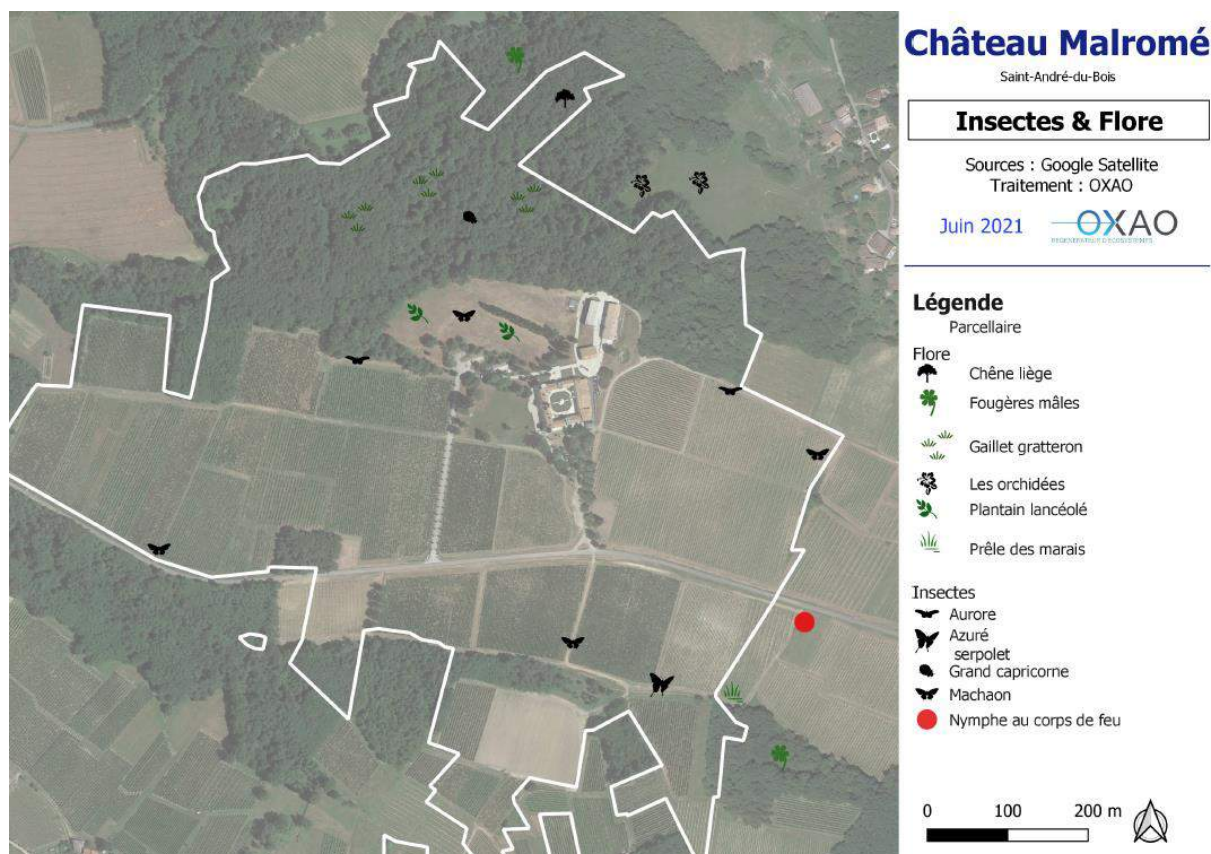 Château Malromé
Saint-André-du-Bois
Insectes & Flore
Sources : Google Satellite
Traitement : OXAO
Juin 2021
OXAO
RÉGÉNÉRATEUR D'ÉCOSYSTÈMES
Légende
Parcellaire
Flore
Chêne liège
Fougères mâles
Gaillet gratteron
Les orchidées
Plantain lancéolé
Prêle des marais
Insectes
Aurore
Azuré
serpolet
Grand capricorne
Machaon
Nymphe au corps de feu
0 100 200 m